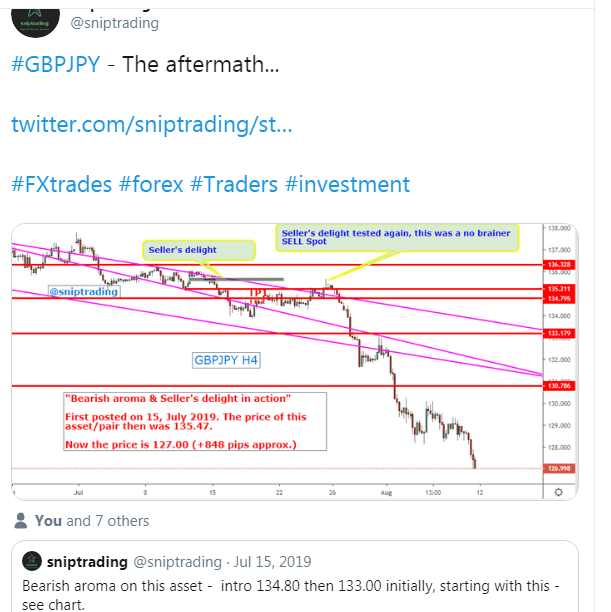 sniptrading
@sniptrading
#GBPJPY - The aftermath...
twitter.com/sniptrading/st...
#FXtrades #forex #Traders #investment
Seller's delight tested again, this was a no brainer
SELL Spot
Seller's delight
138.000
137.000
136.328
136.000
135.211
134.795
134.000
133.179
132.000
130.786
130.000
129.000
128.000
126.998
@sniptrading
TP1
GBPJPY H4
"Bearish aroma & Seller's delight in action"
First posted on 15, July 2019. The price of this
asset/pair then was 135.47.
Now the price is 127.00 (+848 pips approx.)
Jul
8
15
22
26
Aug
13:00
12
You and 7 others
sniptrading @sniptrading · Jul 15, 2019
Bearish aroma on this asset - intro 134.80 then 133.00 initially, starting with this -
see chart.